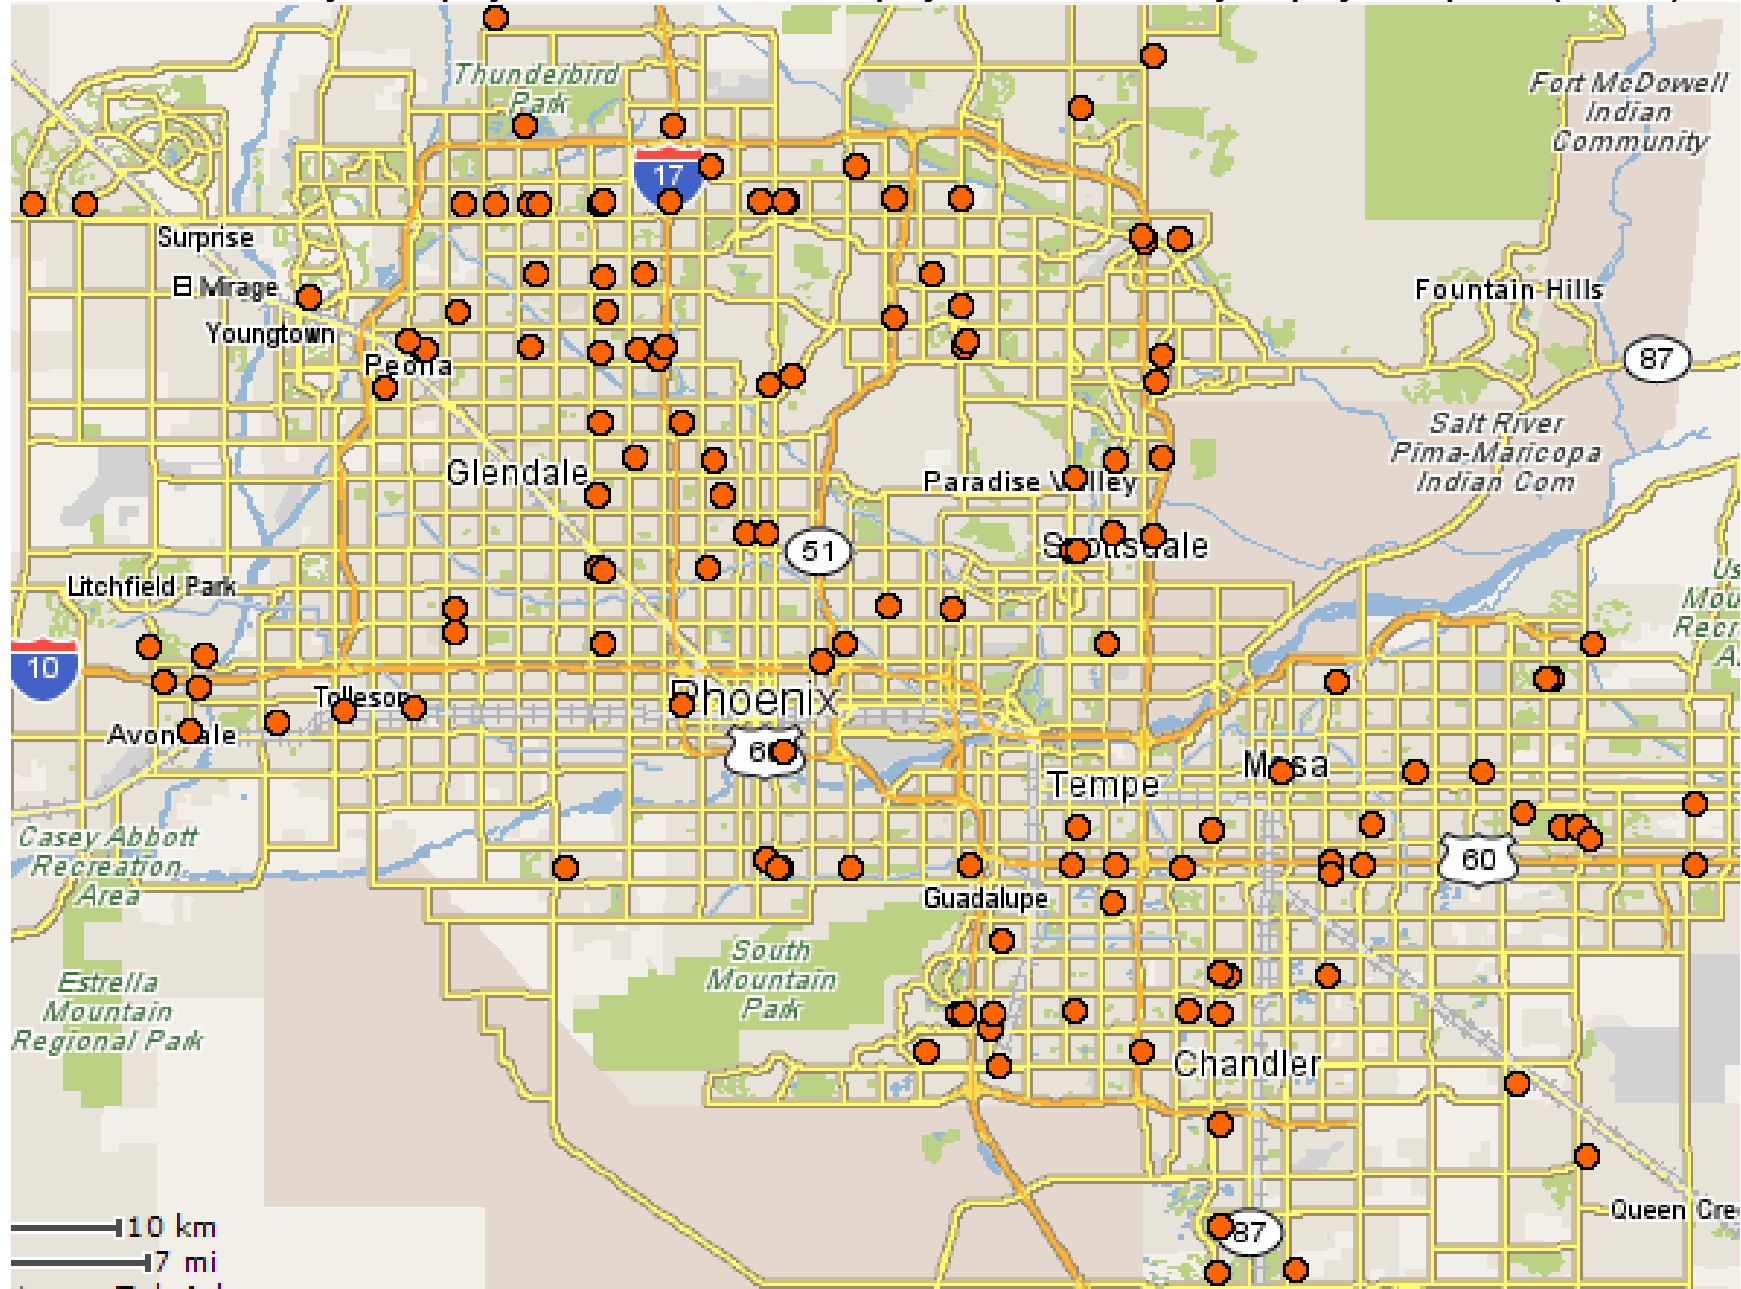 Thunderbird
Park
Fort McDowell
Indian
Community
17
Surprise
El Mirage
Fountain Hills
Youngtown
87
Peoria
Salt River
Pima-Maricopa
Indian Com
Glendale
Paradise Valley
51
Scottsdale
Litchfield Park
10
Tolleson
Phoenix
Avondale
60
Mesa
Tempe
Casey Abbott
Recreation
Area
60
Guadalupe
South
Mountain
Park
Estrella
Mountain
Regional Park
Chandler
Queen Cre
87
10 km
7 mi